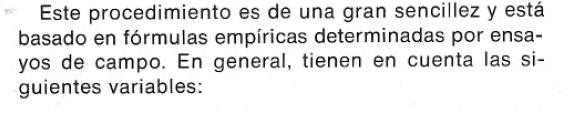 Este procedimiento es de una gran sencillez y está
basado en fórmulas empíricas determinadas por ensa-
yos de campo. En general, tienen en cuenta las si-
guientes variables: